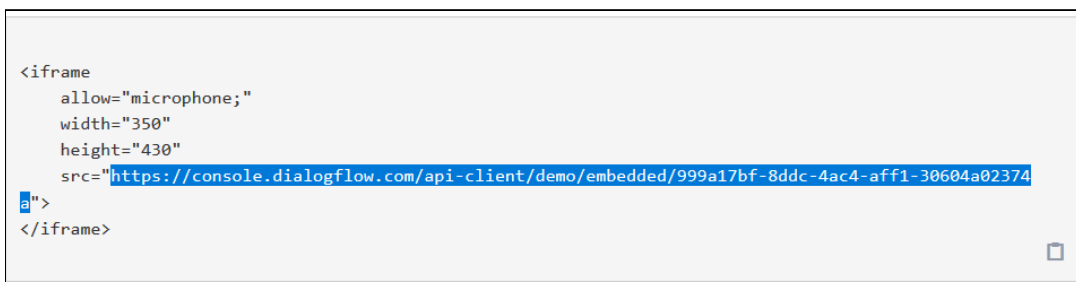 <iframe
allow="microphone;"
width="350"
height="430"
src="https://console.dialogflow.com/api-client/demo/embedded/999a17bf-8ddc-4ac4-aff1-30604a02374
a">
</iframe>